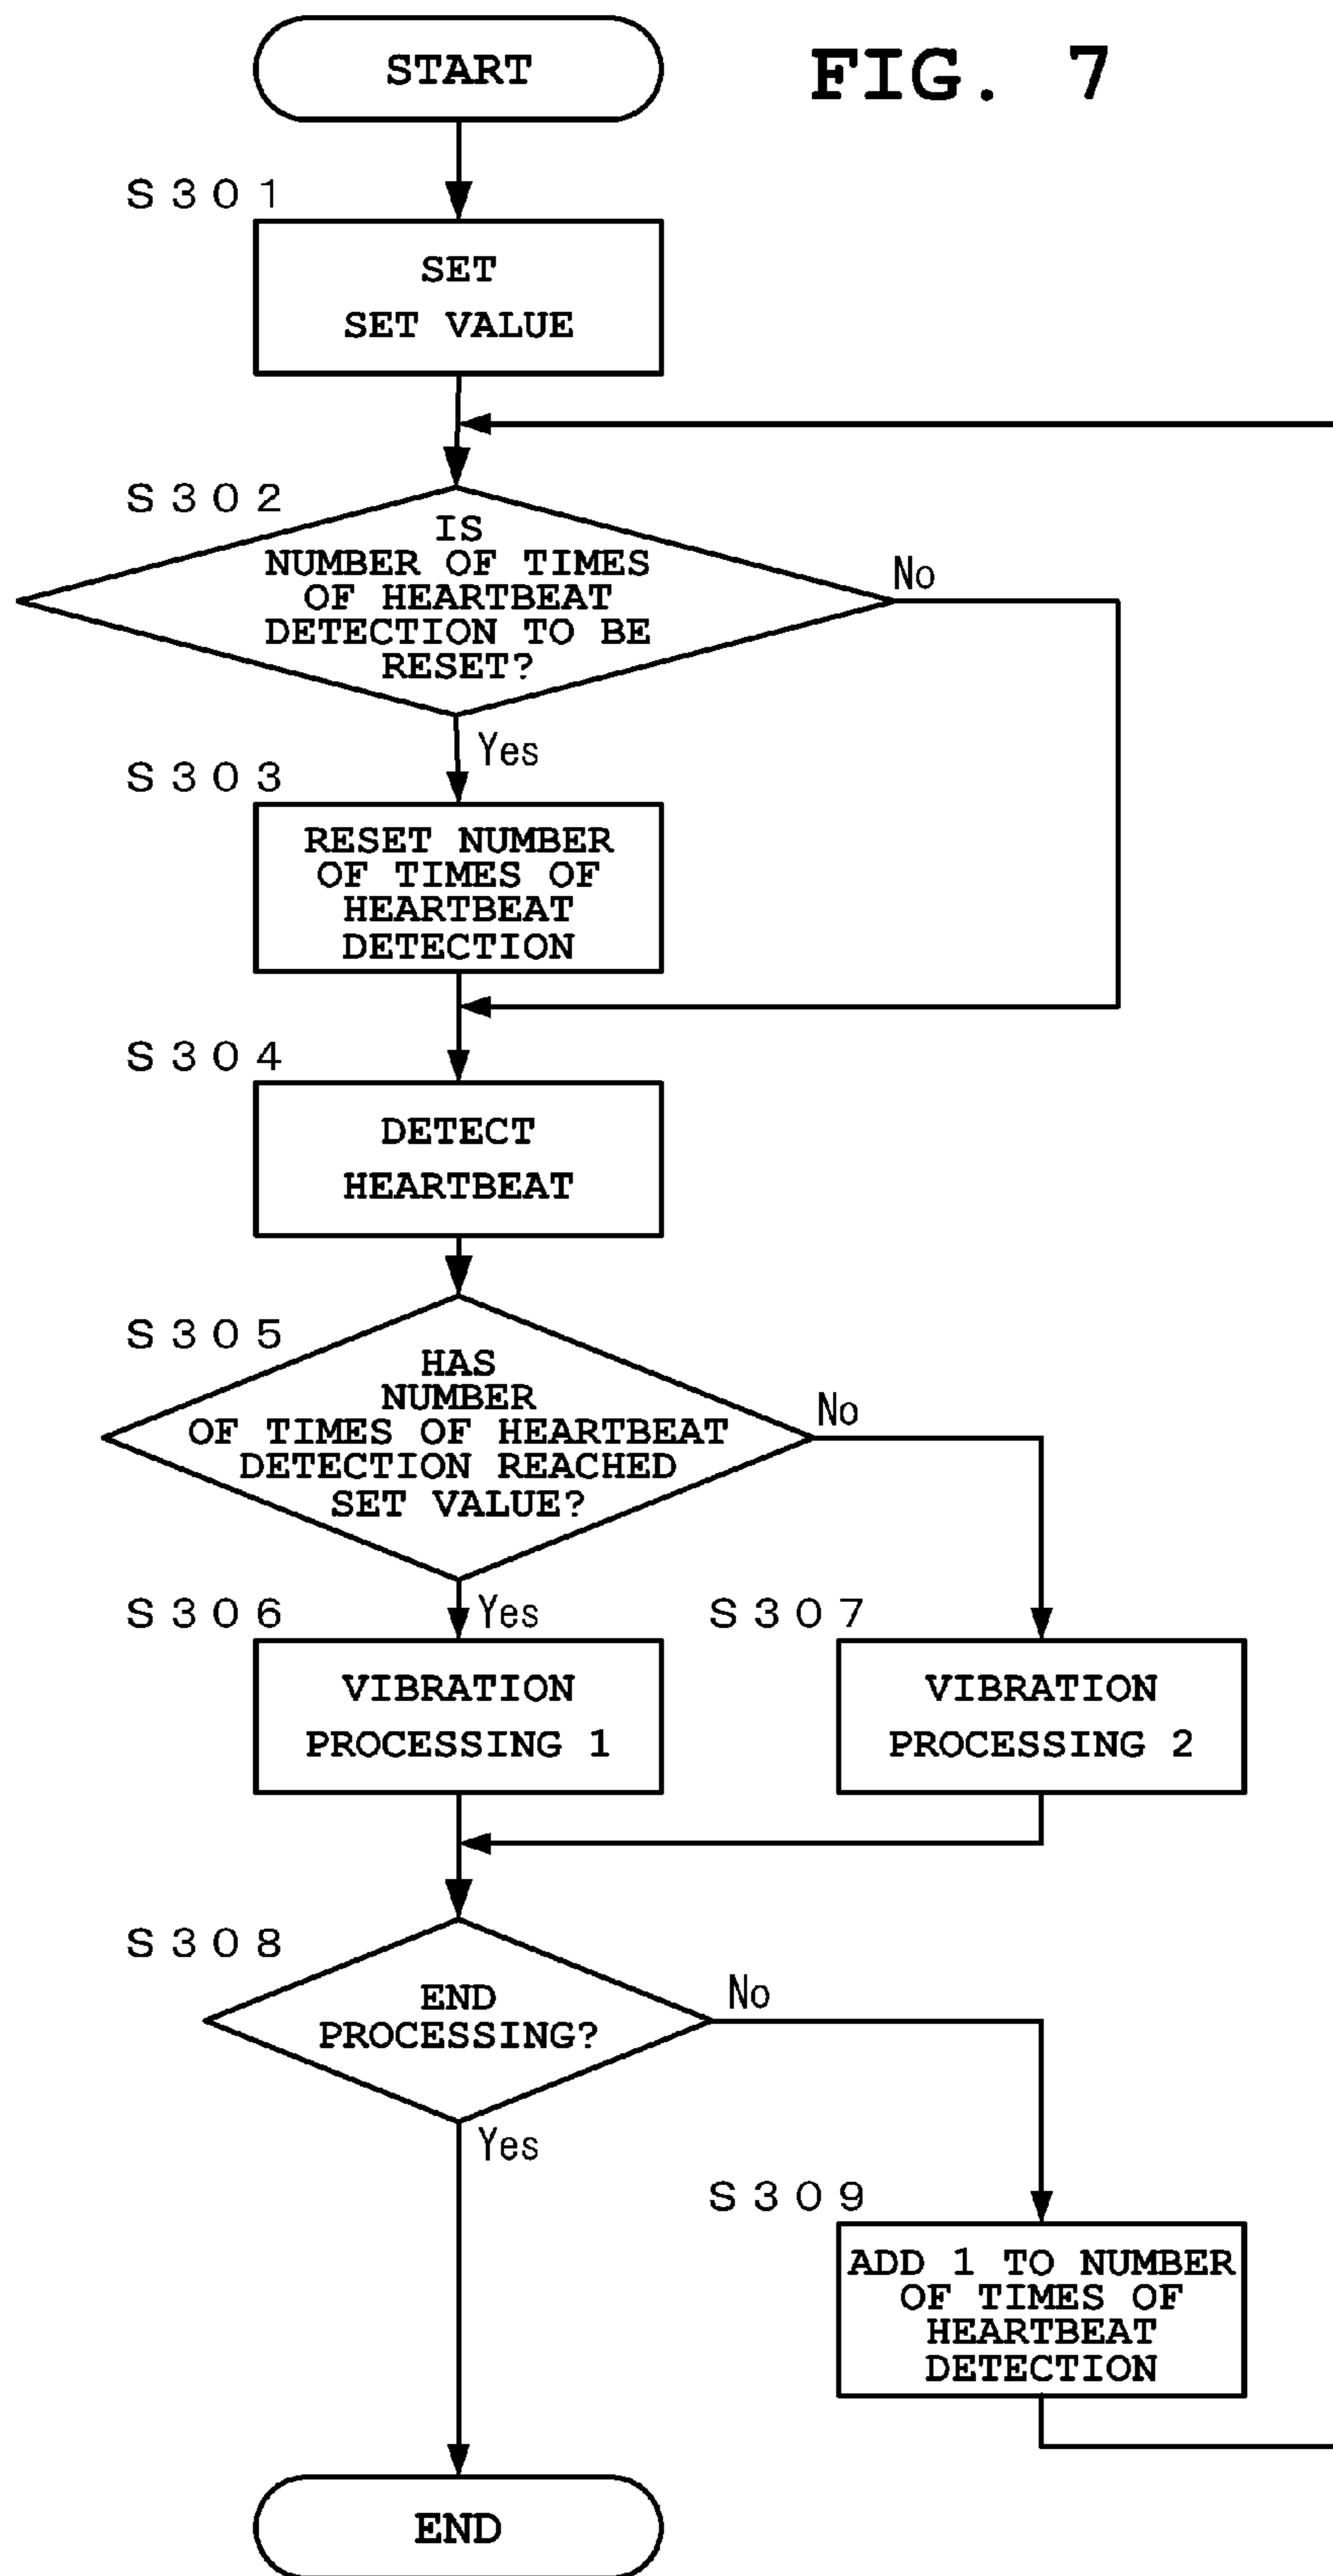 START
FIG. 7
S301
SET
SET VALUE
S302
IS
NUMBER OF TIMES
OF HEARTBEAT
DETECTION TO BE
RESET?
No
Yes
S303
RESET NUMBER
OF TIMES OF
HEARTBEAT
DETECTION
S304
DETECT
HEARTBEAT
S305
HAS
NUMBER
OF TIMES OF HEARTBEAT
DETECTION REACHED
SET VALUE?
No
Yes
S306
VIBRATION
PROCESSING 1
S307
VIBRATION
PROCESSING 2
S308
END
PROCESSING?
No
Yes
S309
ADD 1 TO NUMBER
OF TIMES OF
HEARTBEAT
DETECTION
END